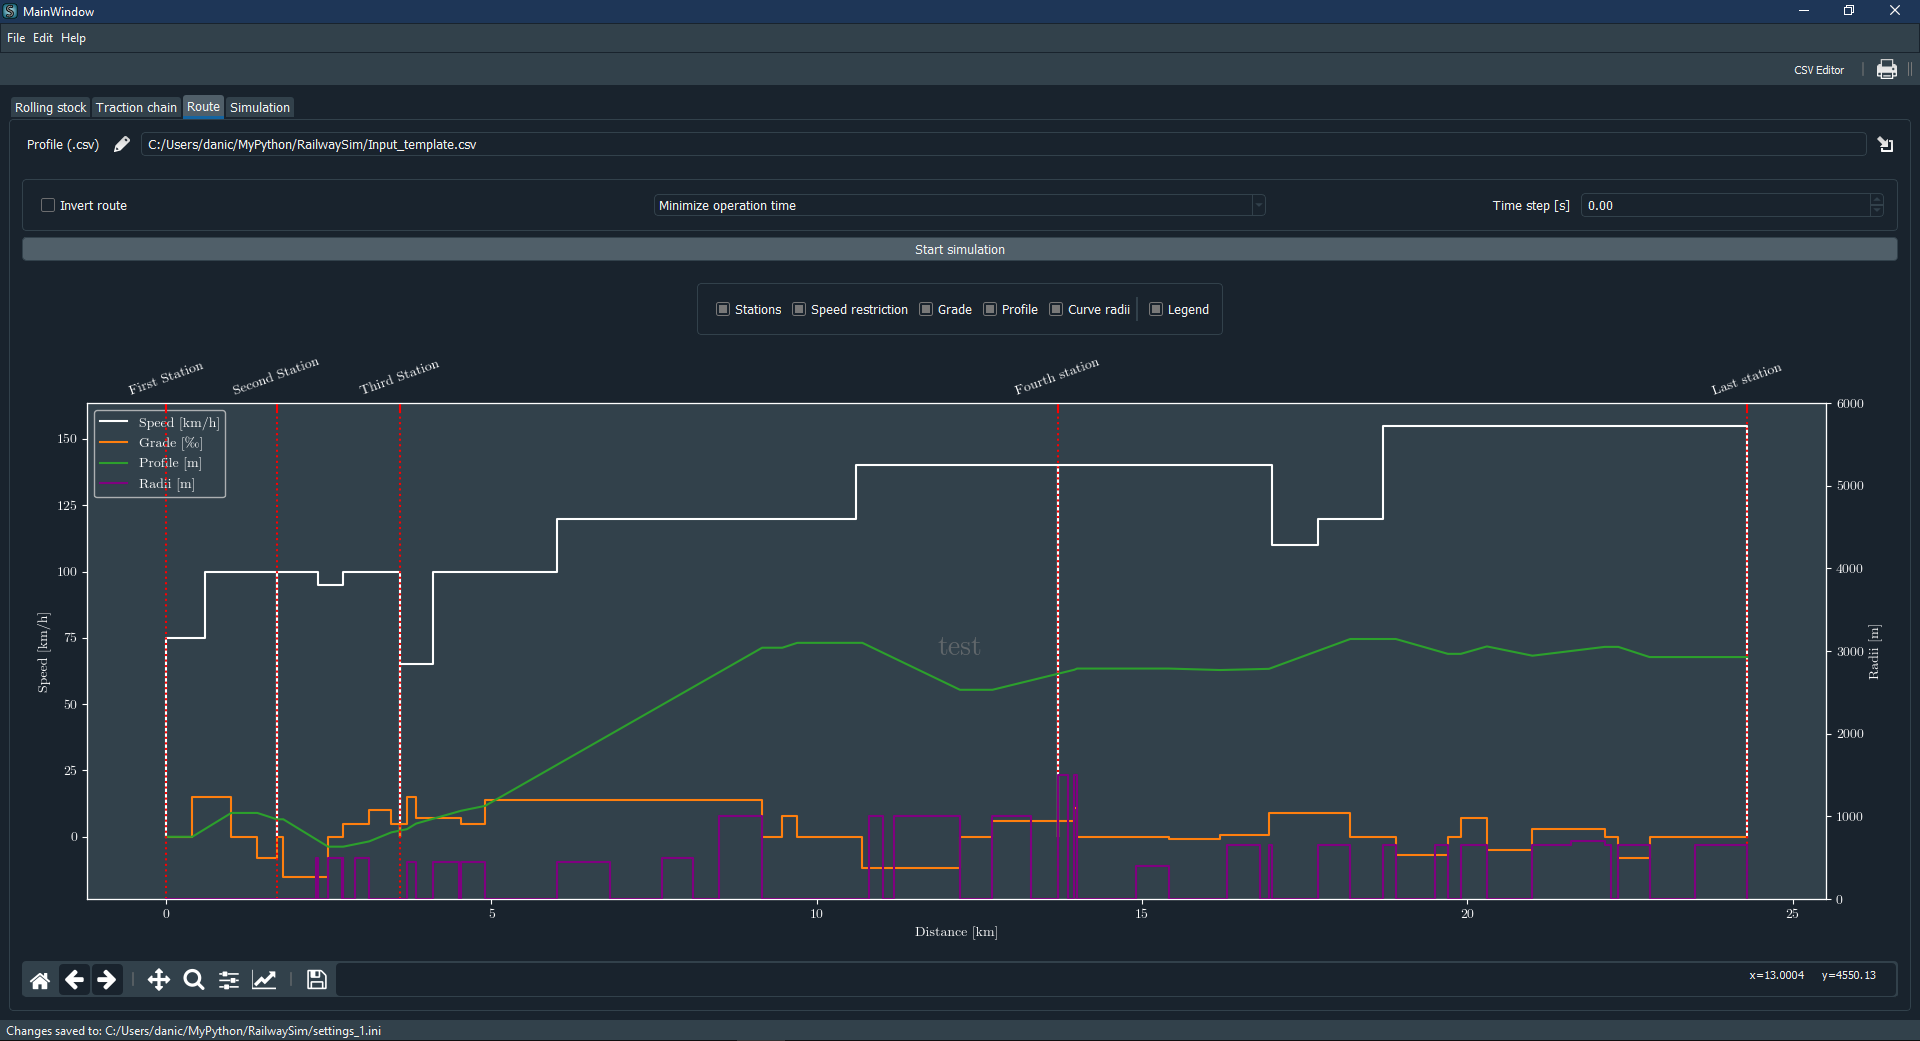 MainWindow
File Edit Help
CSV Editor
Rolling stock Traction chain Route Simulation
Profile (.csv) C:/Users/danic/MyPython/RailwaySim/Input_template.csv
Invert route Minimize operation time Time step [s] 0.00
Start simulation
Stations Speed restriction Grade Profile Curve radii Legend
First Station Second Station Third Station Fourth station Last station
Speed [km/h]
Grade [‰]
Profile [m]
Radii [m]
150
125
100
75
50
25
0
Speed [km/h]
test
6000
5000
4000
3000
2000
1000
0
Radii [m]
0 5 10 15 20 25
Distance [km]
x=13.0004 y=4550.13
Changes saved to: C:/Users/danic/MyPython/RailwaySim/settings_1.ini